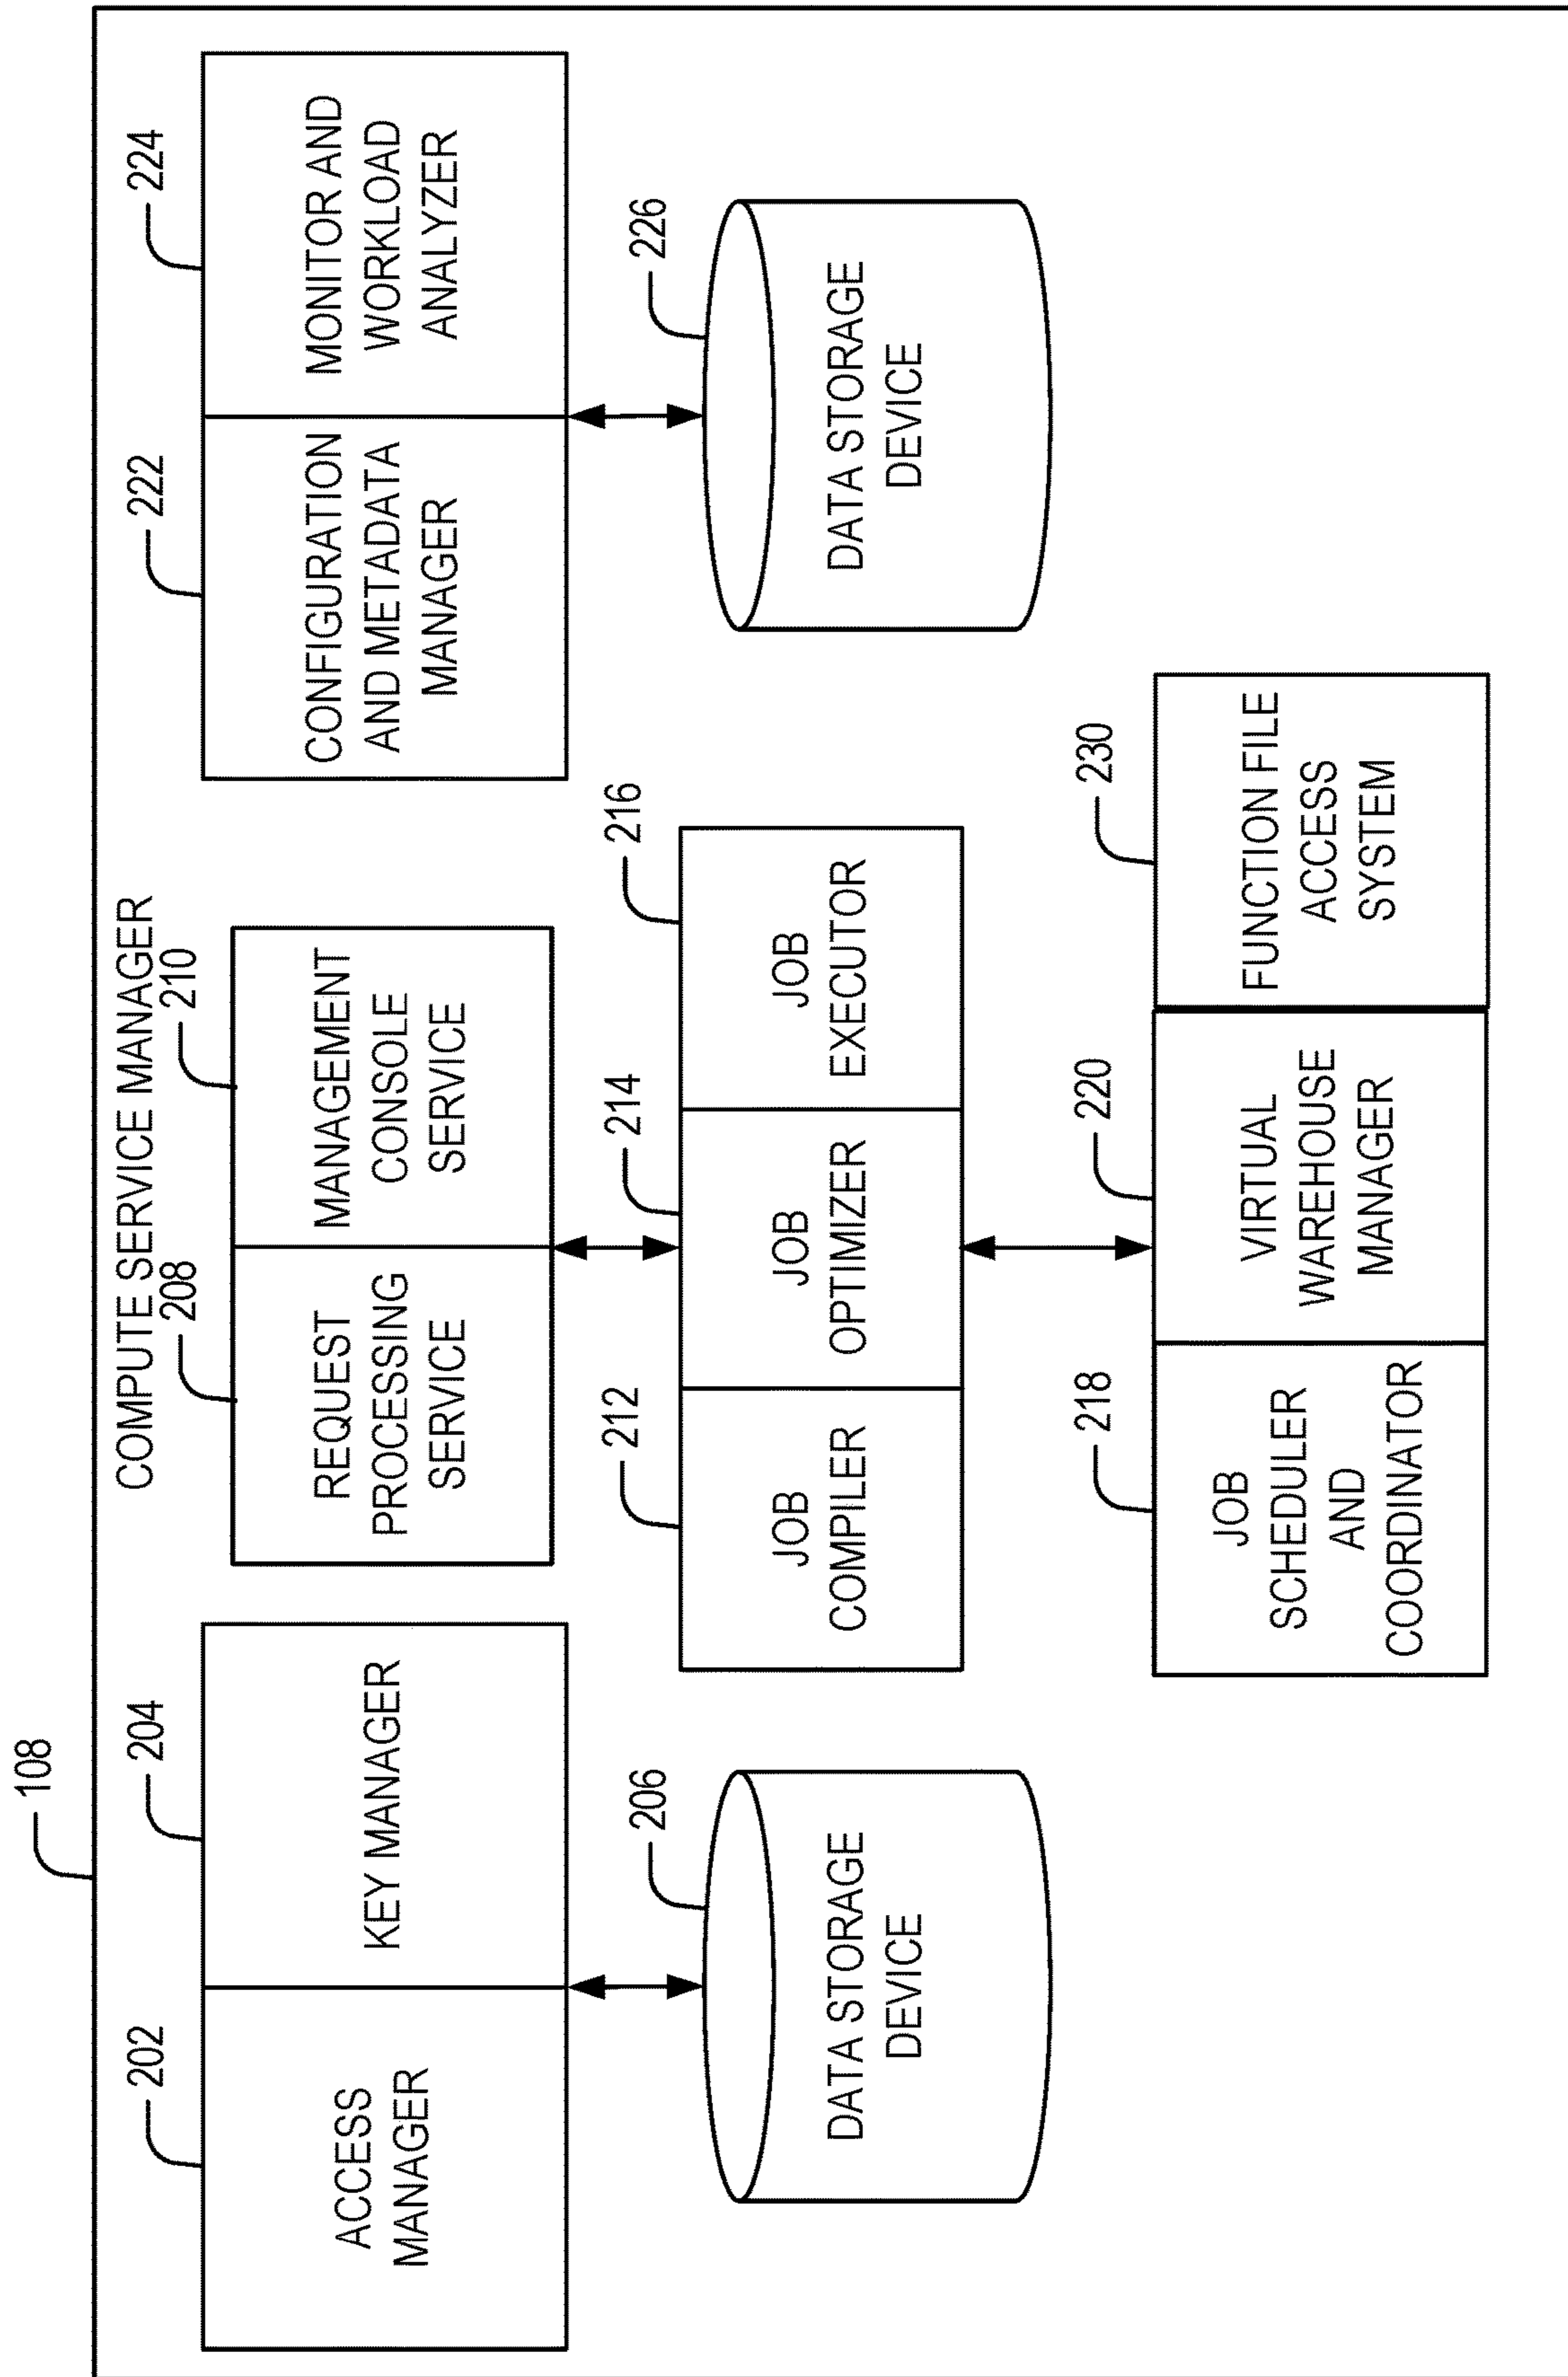 108
COMPUTE SERVICE MANAGER
202
204
ACCESS
MANAGER
KEY MANAGER
206
DATA STORAGE
DEVICE
208
210
REQUEST
PROCESSING
SERVICE
MANAGEMENT
CONSOLE
SERVICE
212
214
216
JOB
COMPILER
JOB
OPTIMIZER
JOB
EXECUTOR
218
220
230
JOB
SCHEDULER
AND
COORDINATOR
VIRTUAL
WAREHOUSE
MANAGER
FUNCTION FILE
ACCESS
SYSTEM
222
224
CONFIGURATION
AND METADATA
MANAGER
MONITOR AND
WORKLOAD
ANALYZER
226
DATA STORAGE
DEVICE